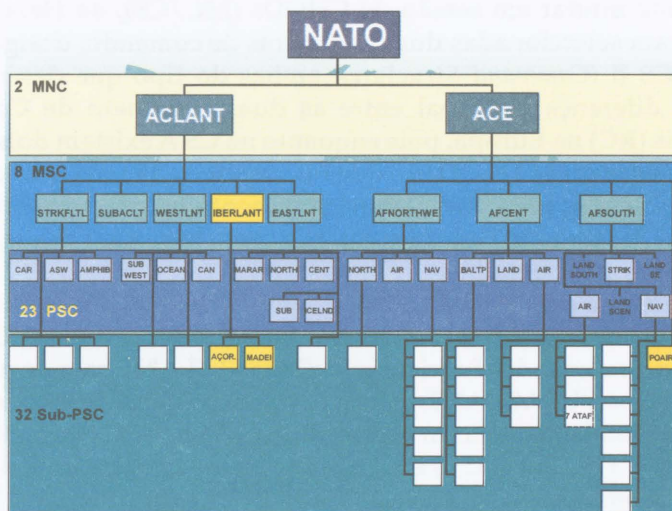 NATO
2 MNC
ACLANT
ACE
8 MSC
STRKFLTL
SUBACLT
WESTLNT
IBERLANT
EASTLNT
AFNORTHWE
AFCENT
AFSOUTH
CAR
ASW
AMPHIB
SUB
WEST
OCEAN
CAN
MARAR
NORTH
CENT
NORTH
AIR
NAV
BALTP
LAND
AIR
LAND
SOUTH
STRIK
LAND
ST.
23 PSC
SUB
ICELND
AIR
LAND
SCEN
NAV
AÇOR.
MADEI
POAIR
32 Sub-PSC
7 ATAF